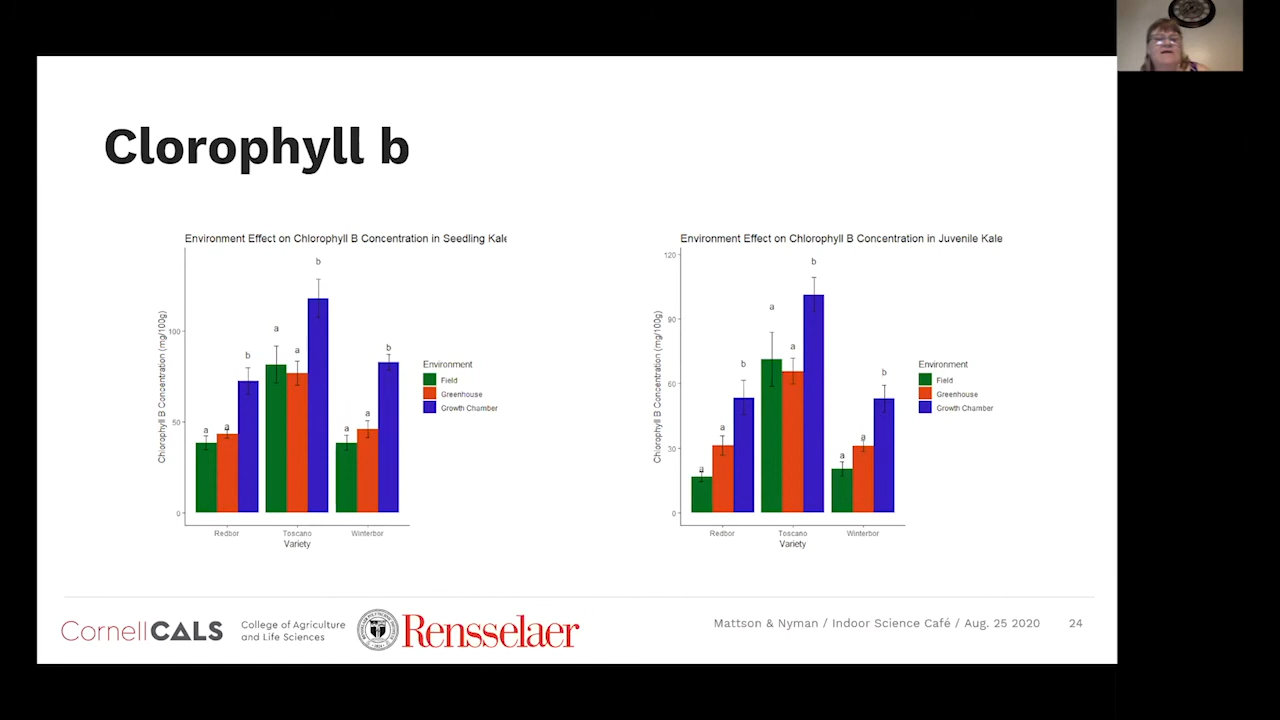 Clorophyll b
Environment Effect on Chlorophyll B Concentration in Seedling Kale
Chlorophyll B Concentration (mg/100g)
100
50
0
a
a
b
a
a
b
a
a
b
Redbor
Toscano
Winterbor
Variety
Environment
Field
Greenhouse
Growth Chamber
Environment Effect on Chlorophyll B Concentration in Juvenile Kale
Chlorophyll B Concentration (mg/100g)
120
90
60
30
0
a
a
b
a
a
b
a
a
b
Redbor
Toscano
Winterbor
Variety
Environment
Field
Greenhouse
Growth Chamber
CornellCALS
College of Agriculture
and Life Sciences
Rensselaer
Mattson & Nyman / Indoor Science Café / Aug. 25 2020
24